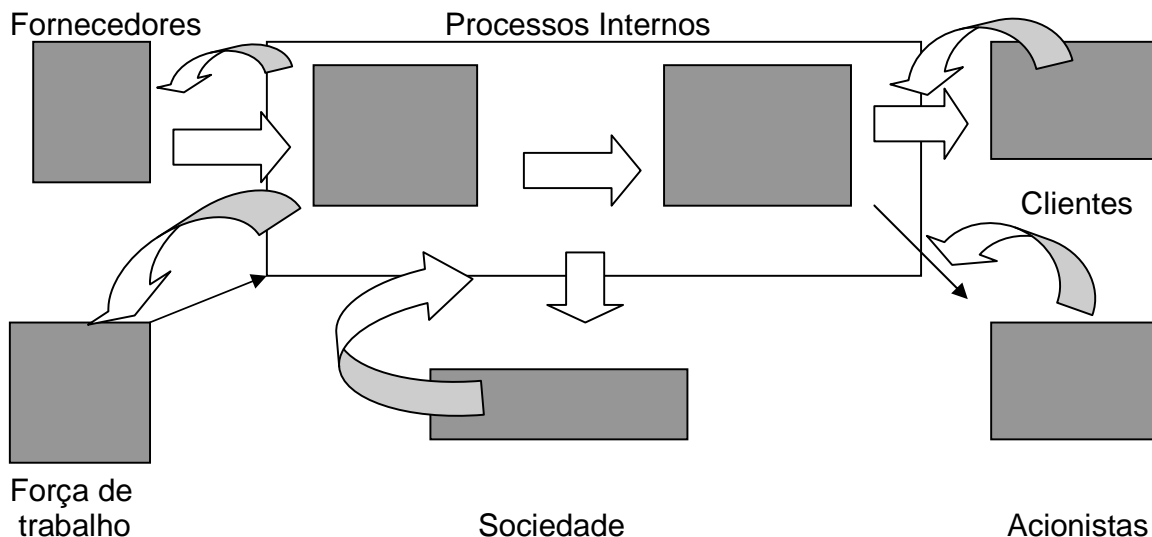 Fornecedores
Processos Internos
Clientes
Força de
trabalho
Sociedade
Acionistas